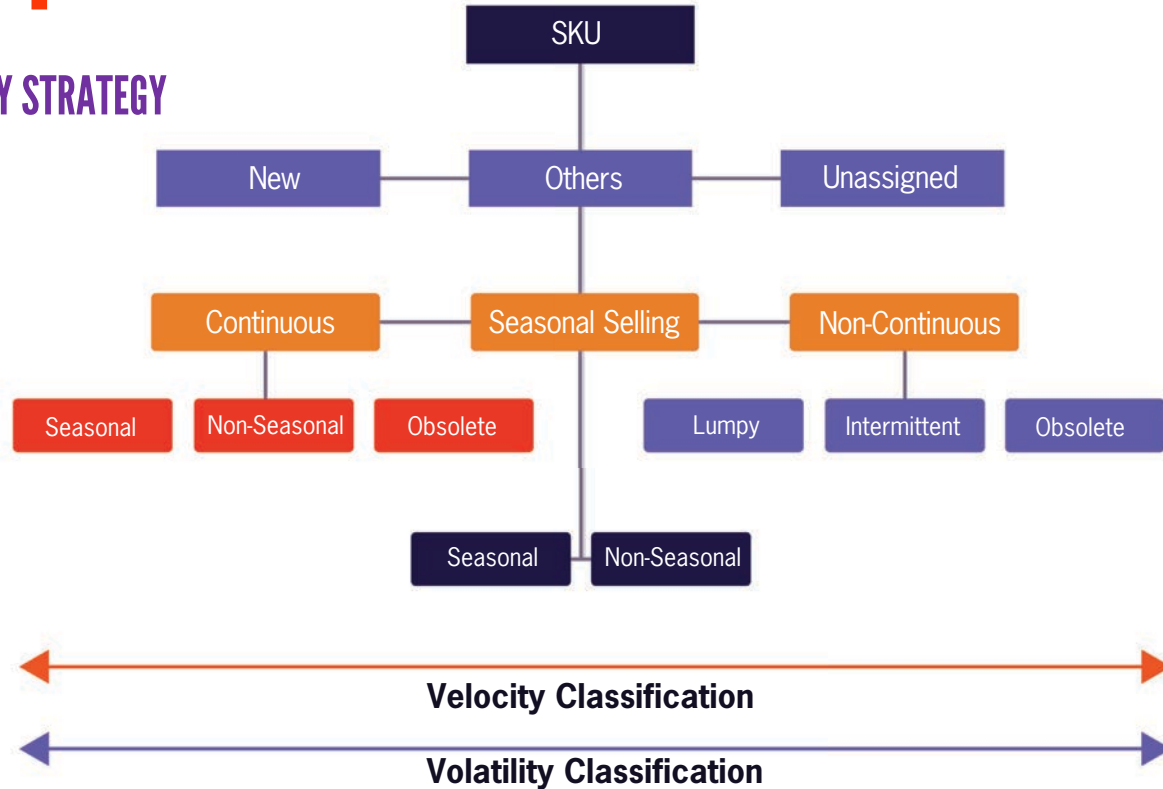 SKU
Y STRATEGY
New
Others
Unassigned
Continuous
Seasonal Selling
Non-Continuous
Seasonal
Non-Seasonal
Obsolete
Lumpy
Intermittent
Obsolete
Seasonal
Non-Seasonal
Velocity Classification
Volatility Classification